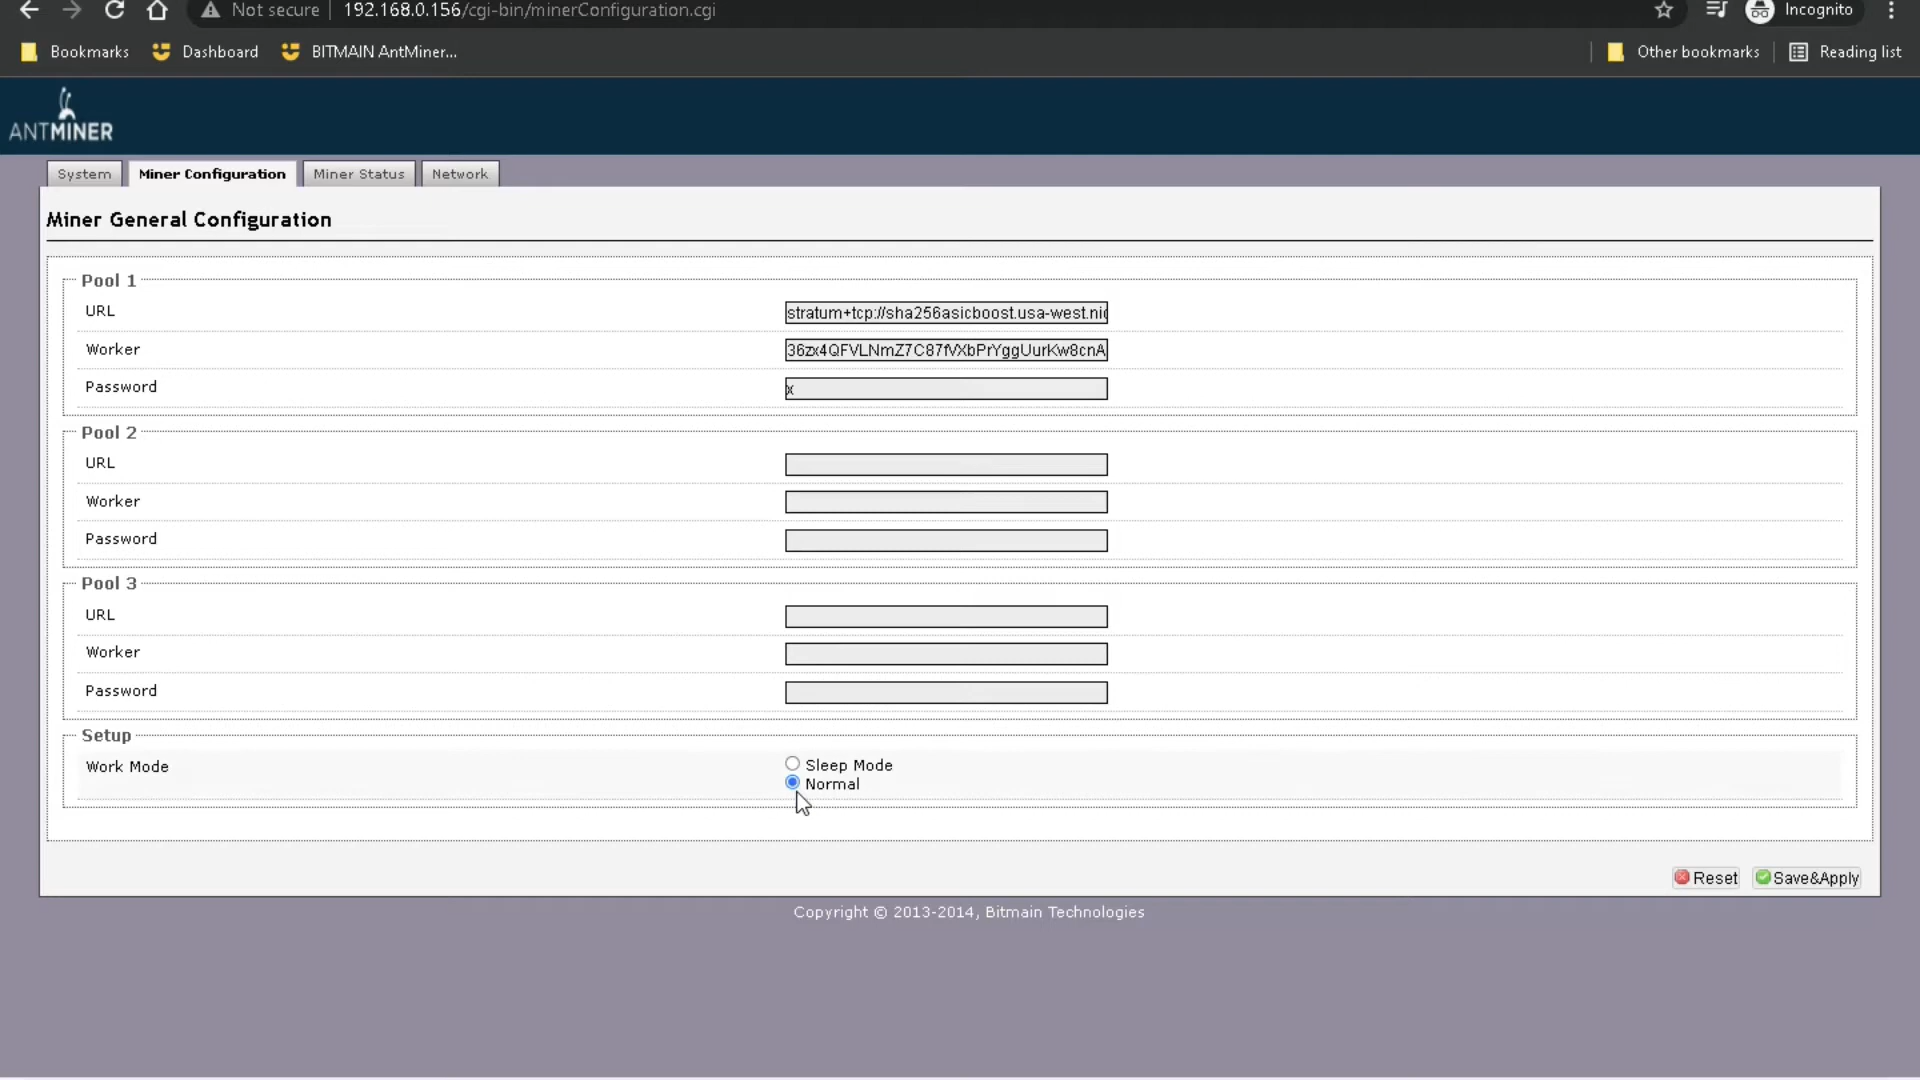 Not secure 192.168.0.156/cgi-bin/minerConfiguration.cgi Incognito
Bookmarks Dashboard BITMAIN AntMiner... Other bookmarks Reading list
ANTMINER
System Miner Configuration Miner Status Network
Miner General Configuration
Pool 1
URL stratum+tcp://sha256asicboost.usa-west.nic
Worker 36zx4QFVLNmZ7C87fVXbPrYggUurKw8cnA
Password x
Pool 2
URL
Worker
Password
Pool 3
URL
Worker
Password
Setup
Work Mode Sleep Mode
Normal
Reset Save&Apply
Copyright © 2013-2014, Bitmain Technologies